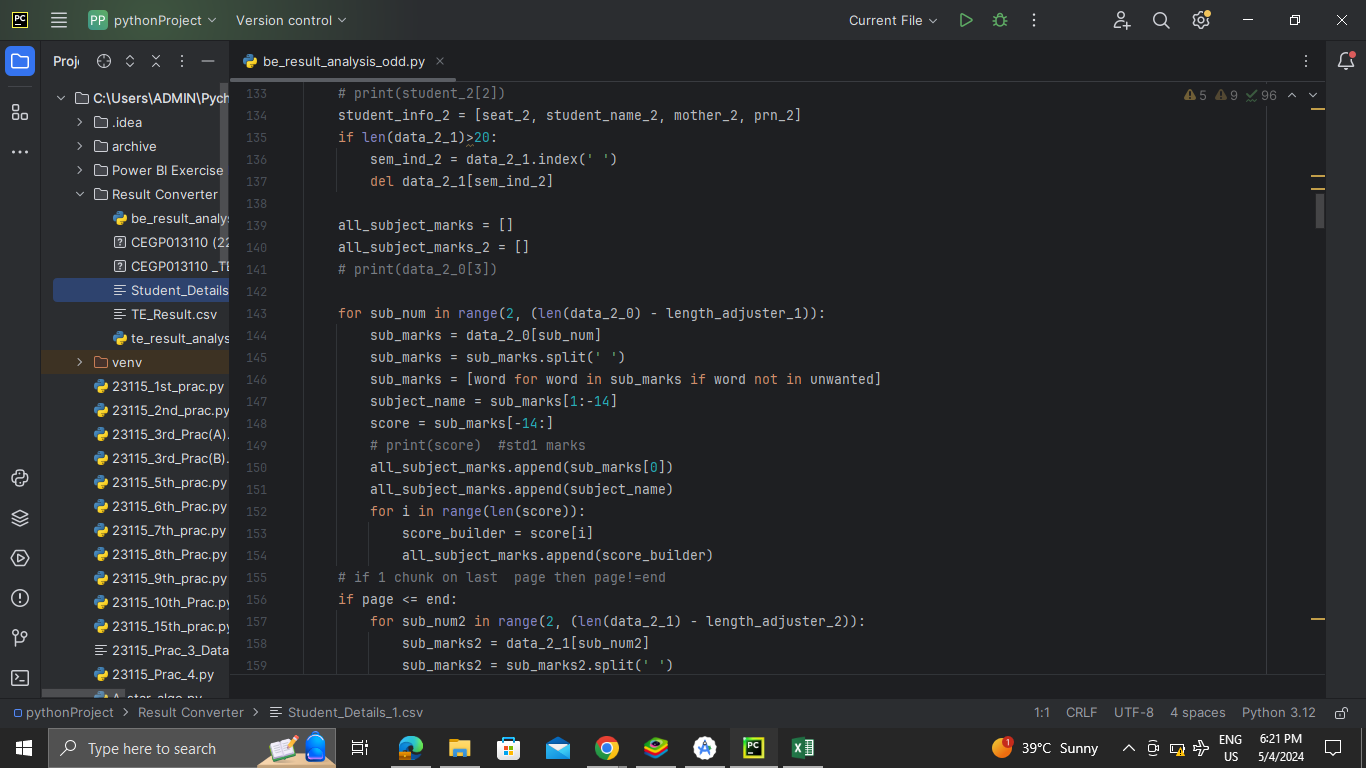 PC
PP pythonProject
Version control
Current File
Proj
be_result_analysis_odd.py
C:\Users\ADMIN\Pych
.idea
archive
Power BI Exercise
Result Converter
be_result_analys
CEGP013110 (22
CEGP013110 _TE
Student_Details
TE_Result.csv
te_result_analys
venv
23115_1st_prac.py
23115_2nd_prac.py
23115_3rd_Prac(A).
23115_3rd_Prac(B).
23115_5th_prac.py
23115_6th_Prac.py
23115_7th_prac.py
23115_8th_Prac.py
23115_9th_prac.py
23115_10th_Prac.py
23115_15th_prac.py
23115_Prac_3_Data
23115_Prac_4.py
5 9 96
133 # print(student_2[2])
134 student_info_2 = [seat_2, student_name_2, mother_2, prn_2]
135 if len(data_2_1)>20:
136 sem_ind_2 = data_2_1.index(' ')
137 del data_2_1[sem_ind_2]
138
139 all_subject_marks = []
140 all_subject_marks_2 = []
141 # print(data_2_0[3])
142
143 for sub_num in range(2, (len(data_2_0) - length_adjuster_1)):
144 sub_marks = data_2_0[sub_num]
145 sub_marks = sub_marks.split(' ')
146 sub_marks = [word for word in sub_marks if word not in unwanted]
147 subject_name = sub_marks[1:-14]
148 score = sub_marks[-14:]
149 # print(score)  #std1 marks
150 all_subject_marks.append(sub_marks[0])
151 all_subject_marks.append(subject_name)
152 for i in range(len(score)):
153 score_builder = score[i]
154 all_subject_marks.append(score_builder)
155 # if 1 chunk on last  page then page!=end
156 if page <= end:
157 for sub_num2 in range(2, (len(data_2_1) - length_adjuster_2)):
158 sub_marks2 = data_2_1[sub_num2]
159 sub_marks2 = sub_marks2.split(' ')
pythonProject > Result Converter > Student_Details_1.csv
1:1 CRLF UTF-8 4 spaces Python 3.12
Type here to search
PC
1
39°C Sunny
ENG
US
6:21 PM
5/4/2024